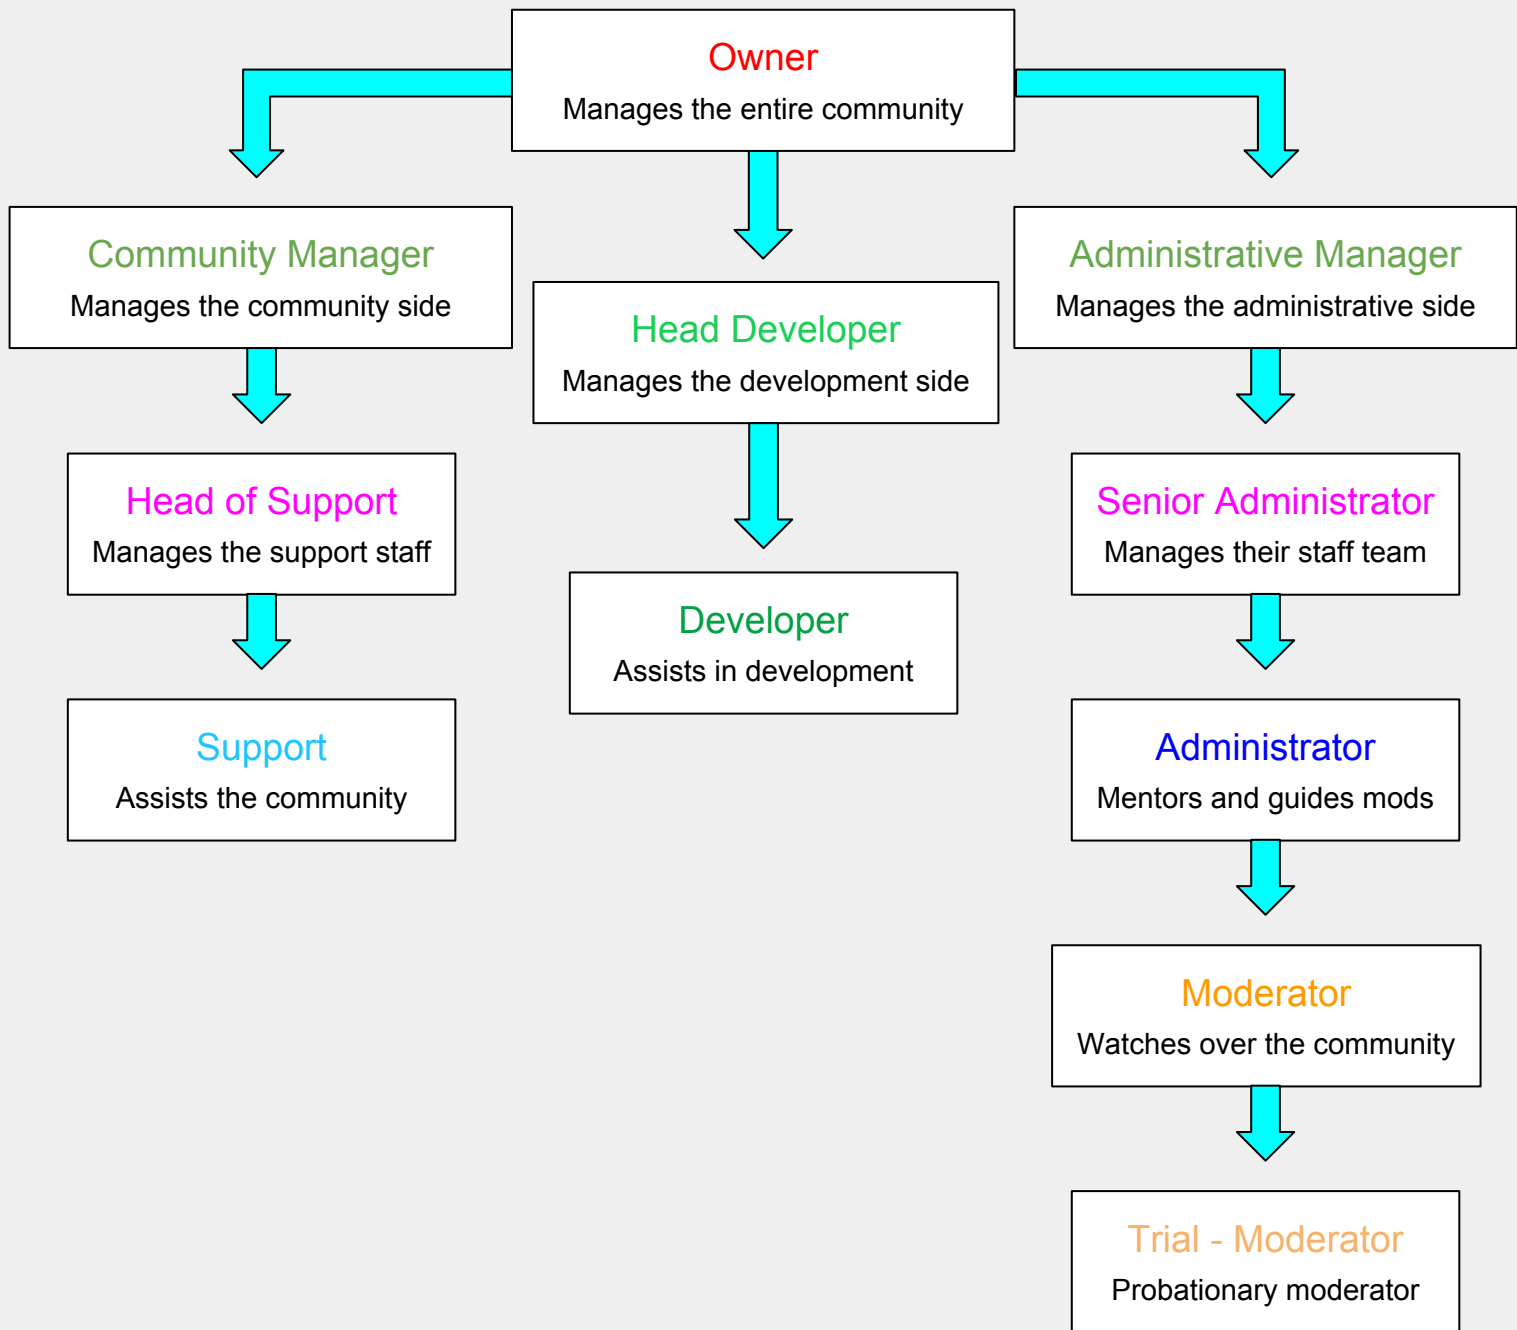 Owner
Manages the entire community
Community Manager
Manages the community side
Head Developer
Manages the development side
Administrative Manager
Manages the administrative side
Head of Support
Manages the support staff
Senior Administrator
Manages their staff team
Developer
Assists in development
Support
Assists the community
Administrator
Mentors and guides mods
Moderator
Watches over the community
Trial - Moderator
Probationary moderator